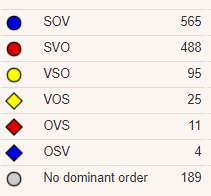 SOV 565
SVO 488
VSO 95
VOS 25
OVS 11
OSV 4
No dominant order 189